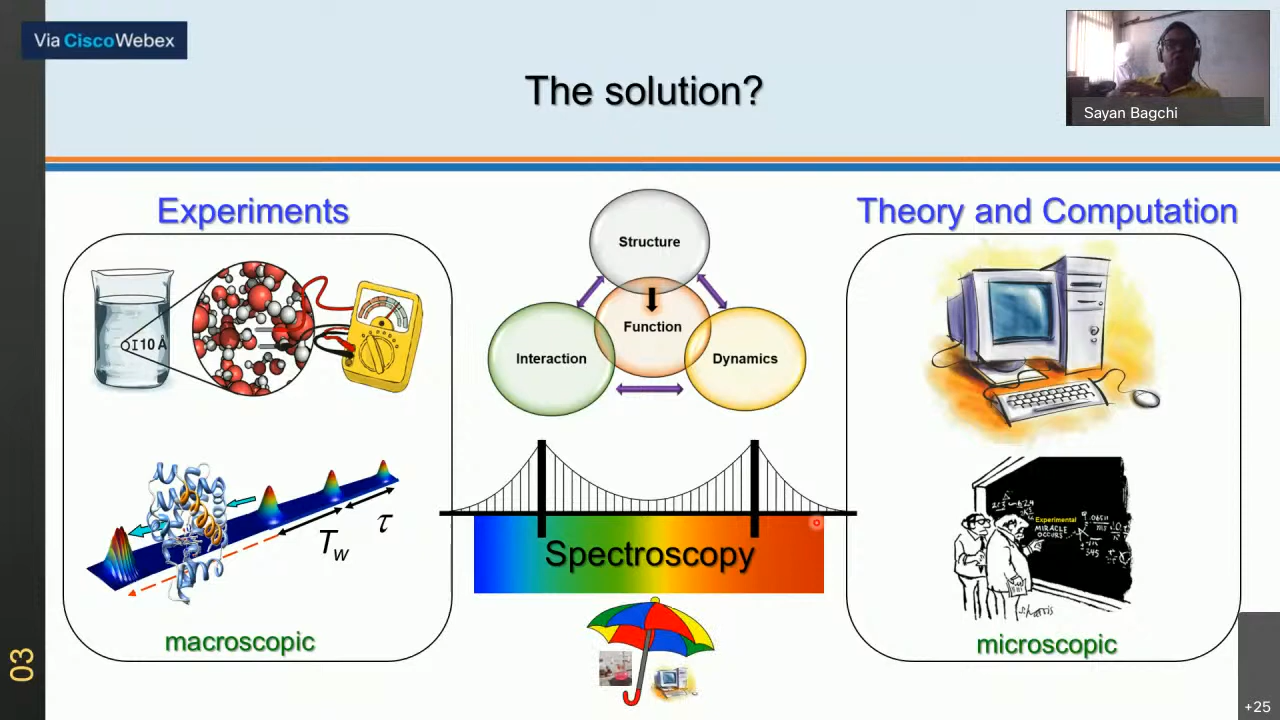 Via CiscoWebex
The solution?
Sayan Bagchi
Experiments
Theory and Computation
Structure
Function
Interaction
Dynamics
10 Å
Tw
τ
Experimental
MIRACLE
OCCURS
Spectroscopy
macroscopic
microscopic
03
+25